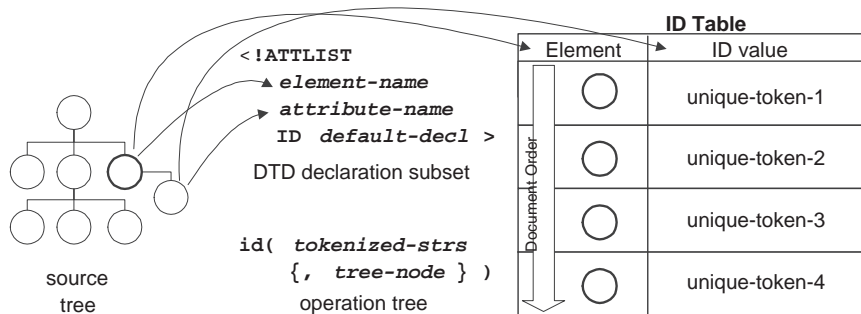 ID Table
Element ID value
<!ATTLIST
element-name
attribute-name
ID default-decl >
DTD declaration subset
Document Order
unique-token-1
unique-token-2
unique-token-3
unique-token-4
id( tokenized-strs
{, tree-node } )
operation tree
source
tree